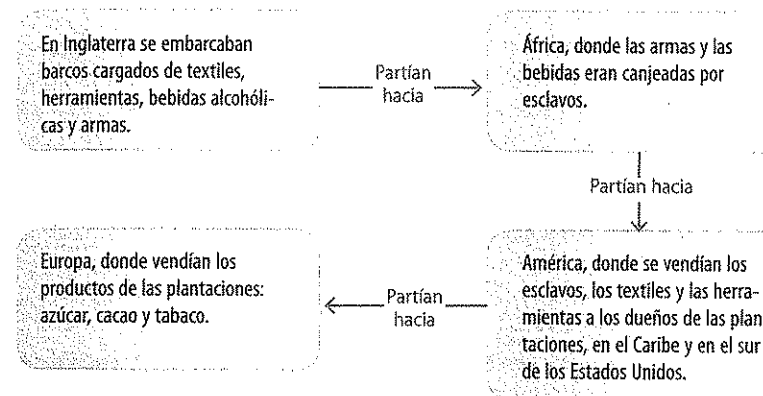 En Inglaterra se embarcaban
barcos cargados de textiles,
herramientas, bebidas alcohóli-
cas y armas.
Partían
hacia
África, donde las armas y las
bebidas eran canjeadas por
esclavos.
Partían hacia
América, donde se vendían los
esclavos, los textiles y las herra-
mientas a los dueños de las plan
taciones, en el Caribe y en el sur
de los Estados Unidos.
Partían
hacia
Europa, donde vendían los
productos de las plantaciones:
azúcar, cacao y tabaco.